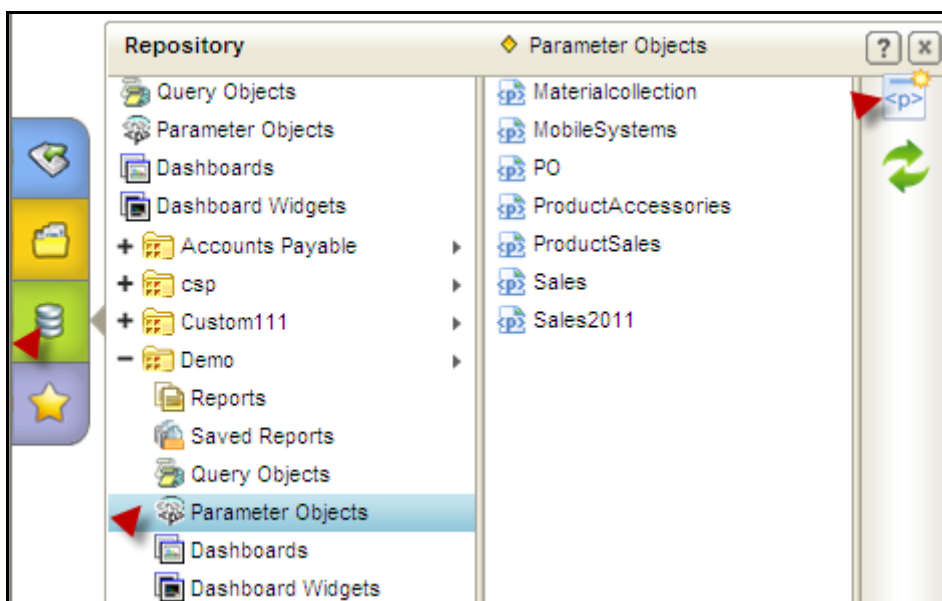 Repository
Query Objects
Parameter Objects
Dashboards
Dashboard Widgets
+ Accounts Payable
+ csp
+ Custom111
- Demo
Reports
Saved Reports
Query Objects
Parameter Objects
Dashboards
Dashboard Widgets
Parameter Objects
? x
<p> Materialcollection
<p> MobileSystems
<p> PO
<p> ProductAccessories
<p> ProductSales
<p> Sales
<p> Sales2011
<p>